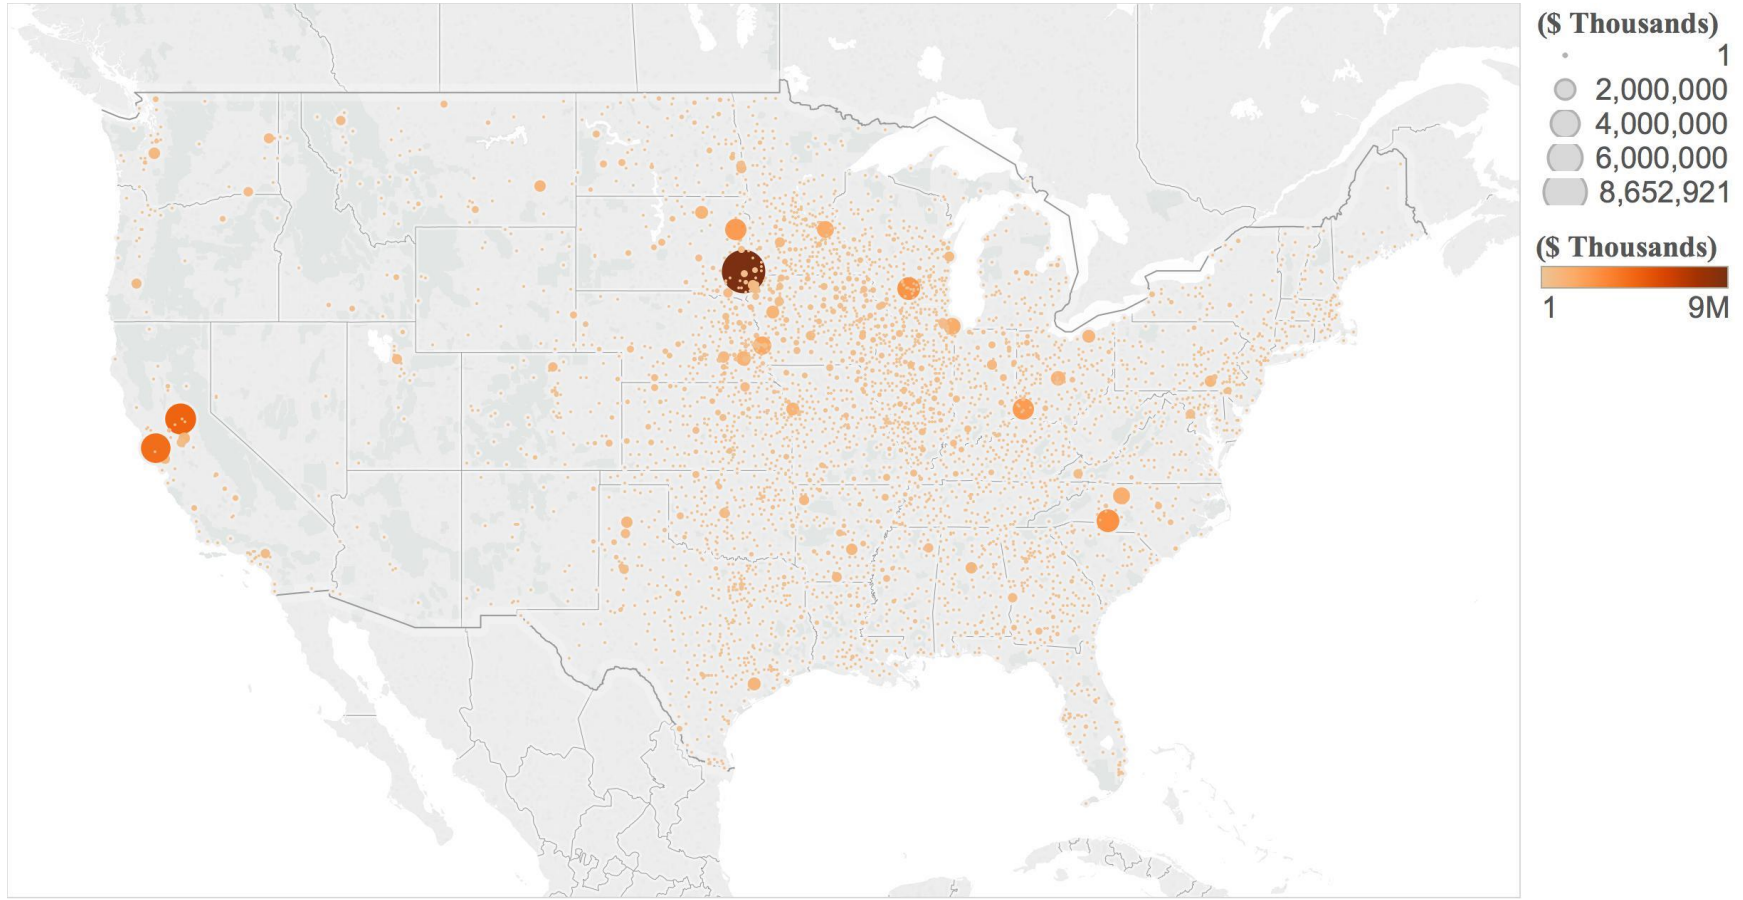 ($ Thousands)
1
2,000,000
4,000,000
6,000,000
8,652,921
($ Thousands)
1 9M